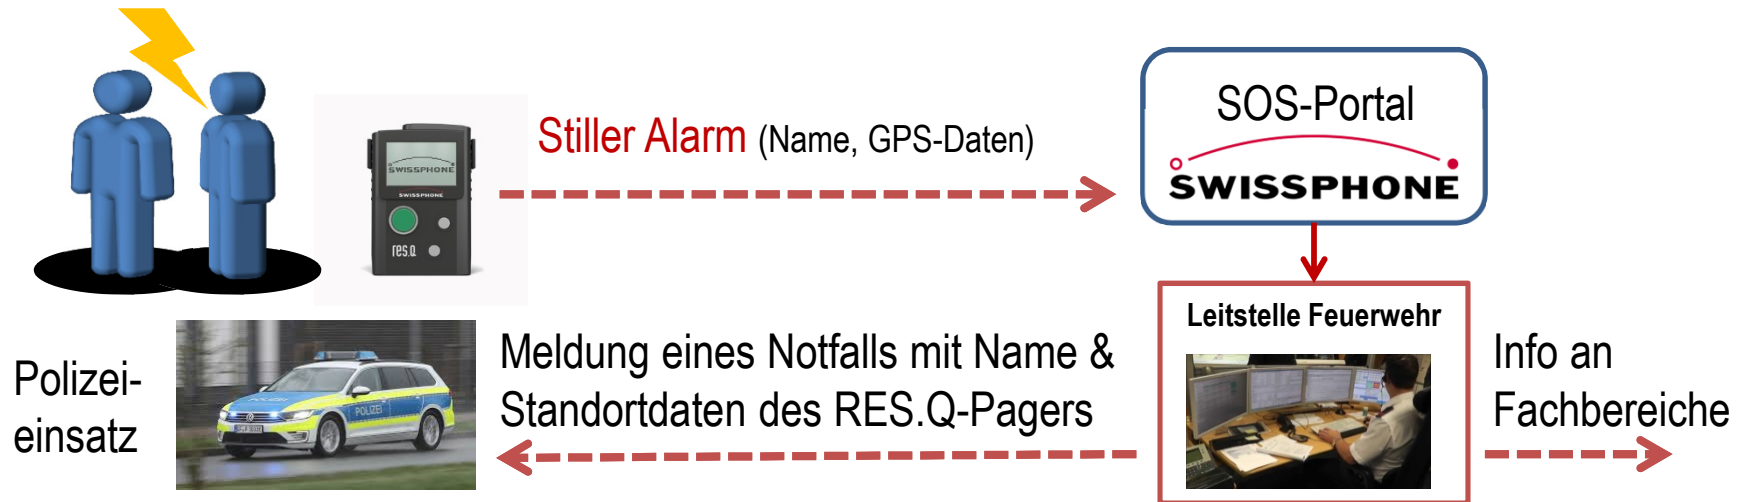 Stiller Alarm (Name, GPS-Daten)
SOS-Portal
SWISSPHONE
SWISSPHONE
SWISSPHONE
res.Q
Leitstelle Feuerwehr
Polizei-
einsatz
POLIZEI
Meldung eines Notfalls mit Name &
Standortdaten des RES.Q-Pagers
Info an
Fachbereiche